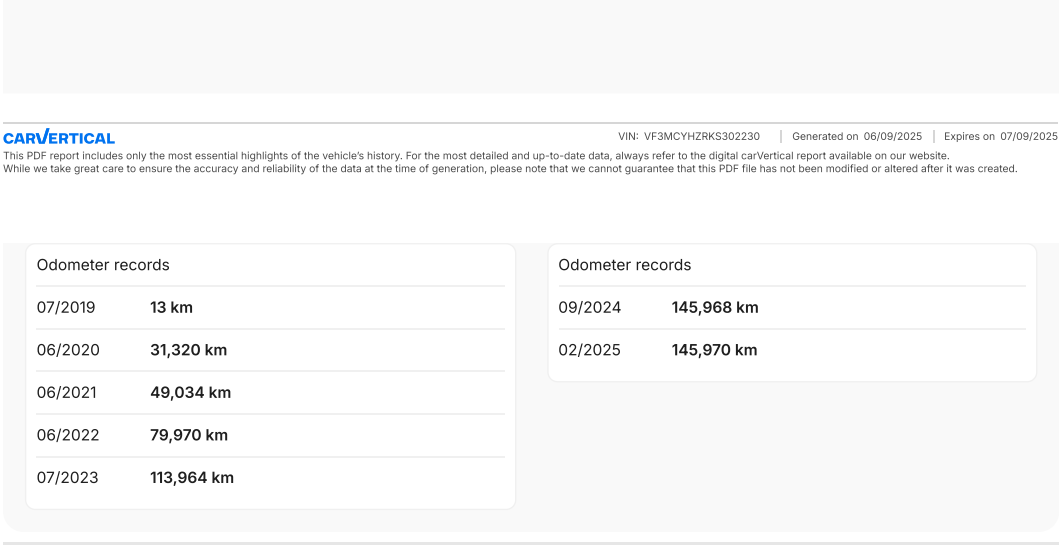 CARVERTICAL
VIN: VF3MCYHZRKS302230 | Generated on 06/09/2025 | Expires on 07/09/2025
This PDF report includes only the most essential highlights of the vehicle's history. For the most detailed and up-to-date data, always refer to the digital carVertical report available on our website.
While we take great care to ensure the accuracy and reliability of the data at the time of generation, please note that we cannot guarantee that this PDF file has not been modified or altered after it was created.
Odometer records
07/2019 13 km
06/2020 31,320 km
06/2021 49,034 km
06/2022 79,970 km
07/2023 113,964 km
Odometer records
09/2024 145,968 km
02/2025 145,970 km